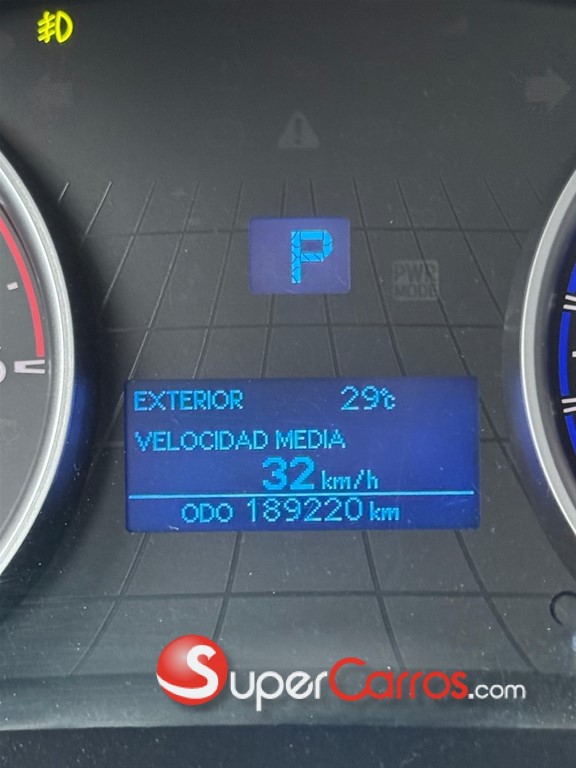 P
PWR
MODE
EXTERIOR 29°c
VELOCIDAD MEDIA
32 km/h
ODO 189220 km
SuperCarros.com